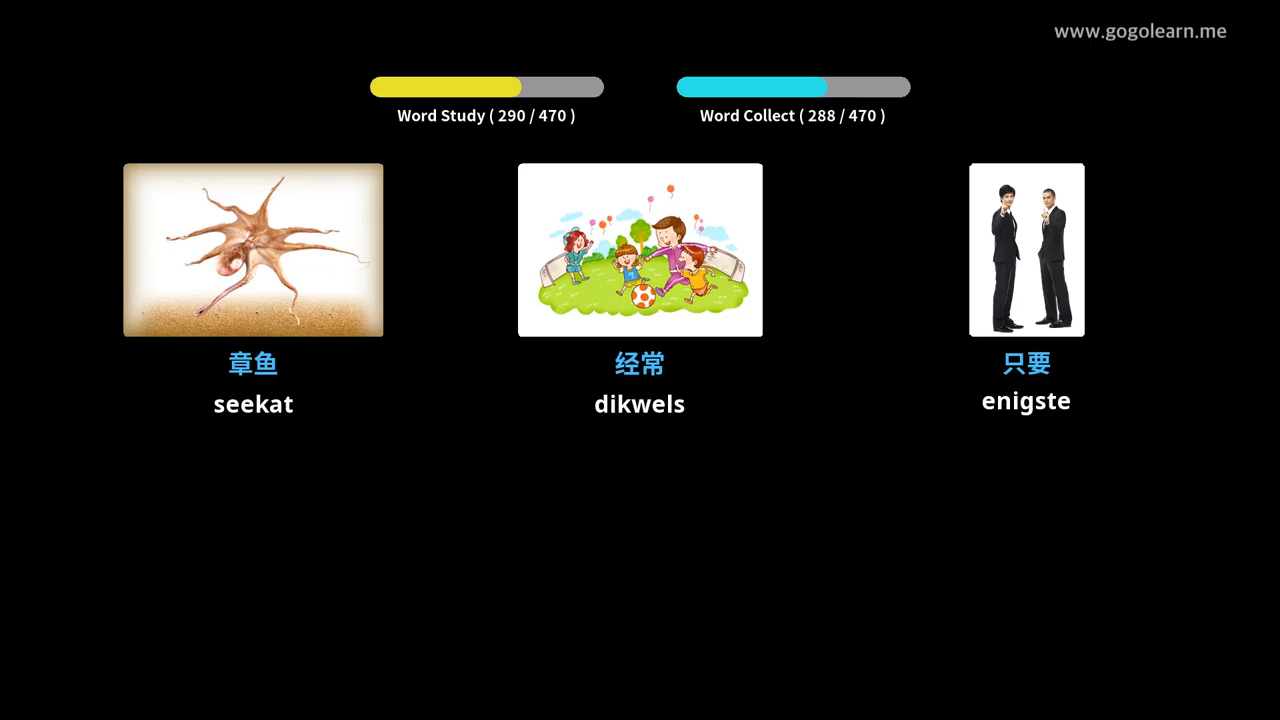 www.gogolearn.me
Word Study ( 290 / 470 )
Word Collect ( 288 / 470 )
章鱼
经常
只要
seekat
dikwels
enigste